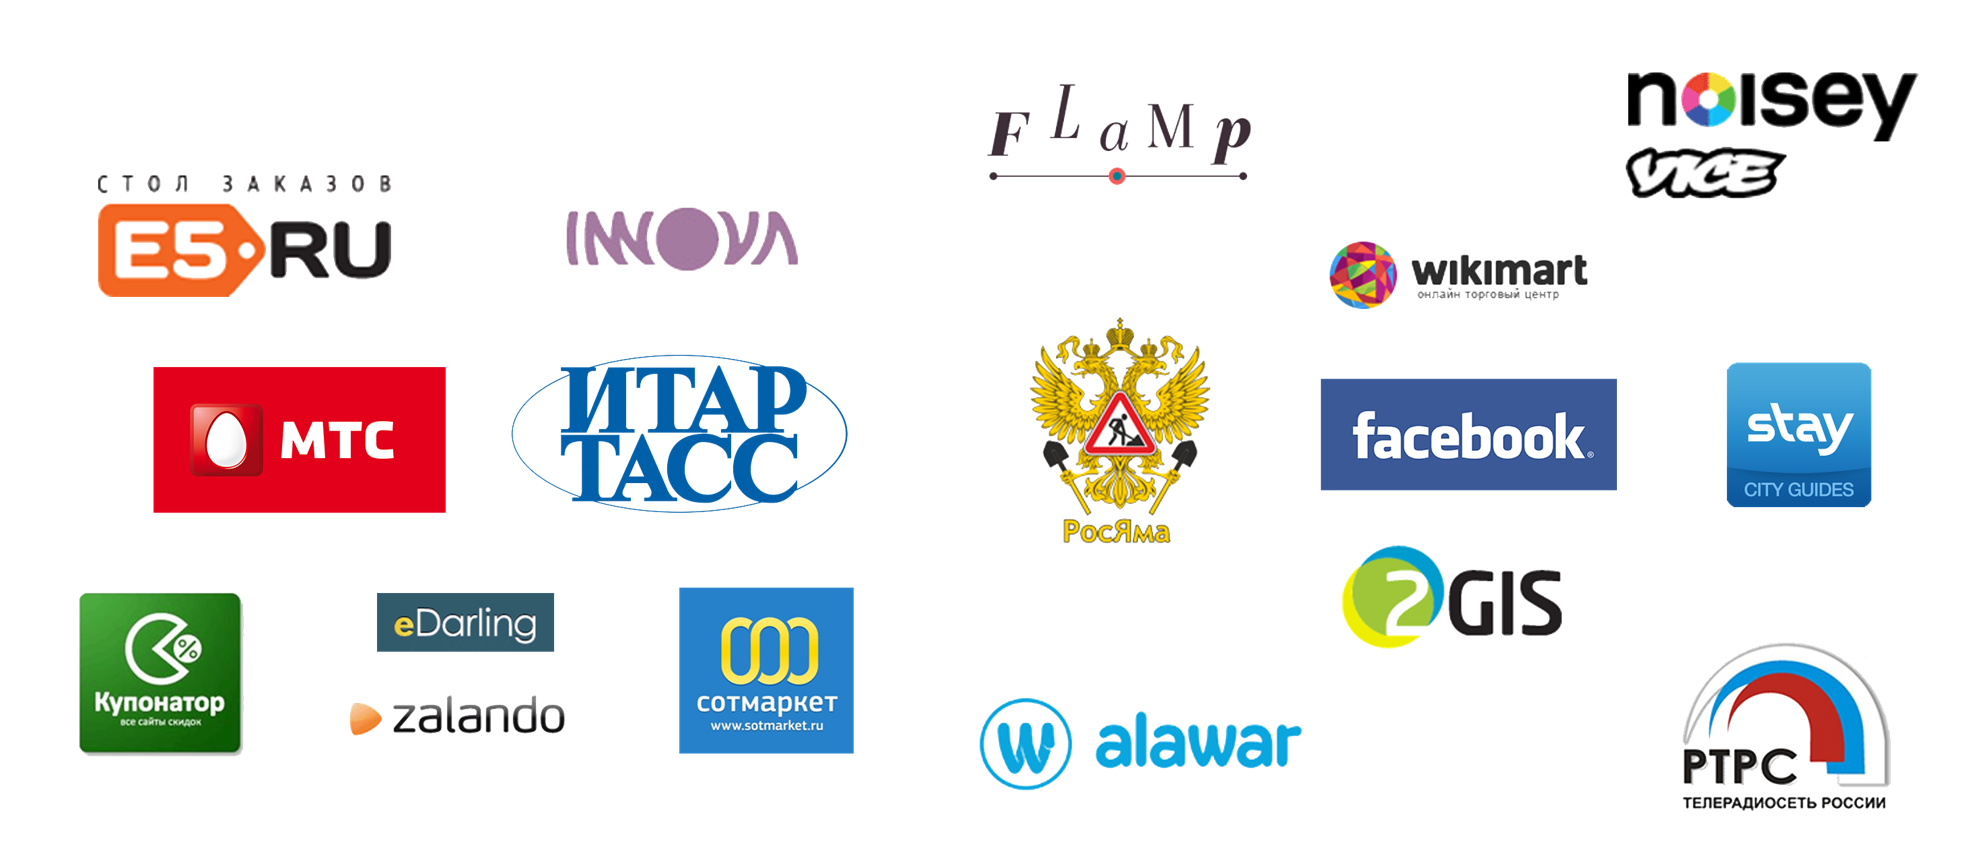 FLaMp
noisey
VICE
СТОЛ ЗАКАЗОВ
E5.RU
INNOVA
wikimart
онлайн торговый центр
МТС
ИТАР
ТАСС
РосЯма
facebook®
stay
CITY GUIDES
2GIS
Купонатор
все сайты скидок
eDarling
zalando
%
сотмаркет
www.sotmarket.ru
w alawar
РТРС
ТЕЛЕРАДИОСЕТЬ РОССИИ